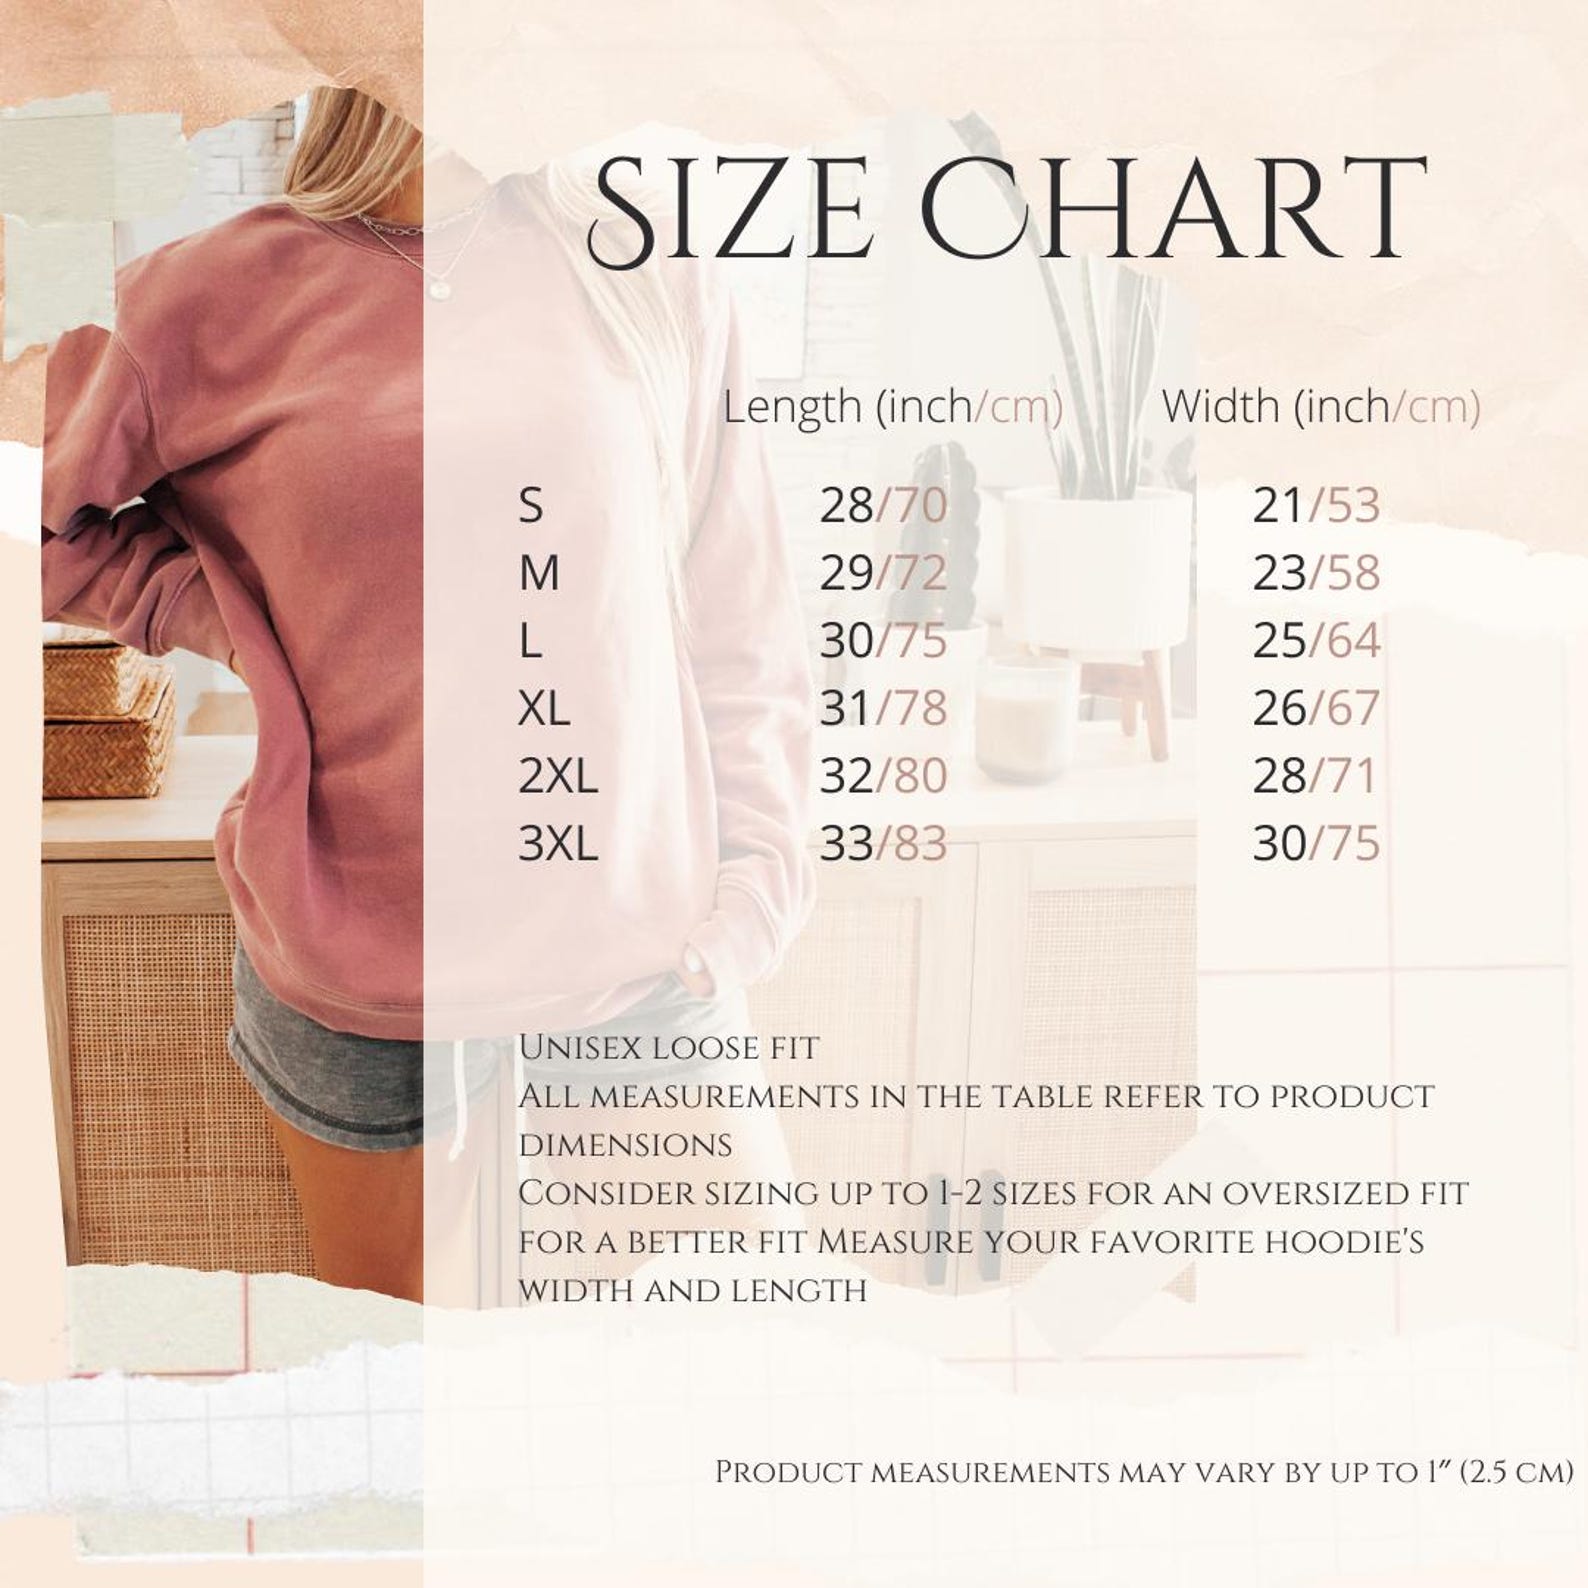 Size Chart
Length (inch/cm) Width (inch/cm)
S 28/70 21/53
M 29/72 23/58
L 30/75 25/64
XL 31/78 26/67
2XL 32/80 28/71
3XL 33/83 30/75
Unisex loose fit
All measurements in the table refer to product
dimensions
Consider sizing up to 1-2 sizes for an oversized fit
for a better fit Measure your favorite hoodie's
width and length
Product measurements may vary by up to 1″ (2.5 cm)